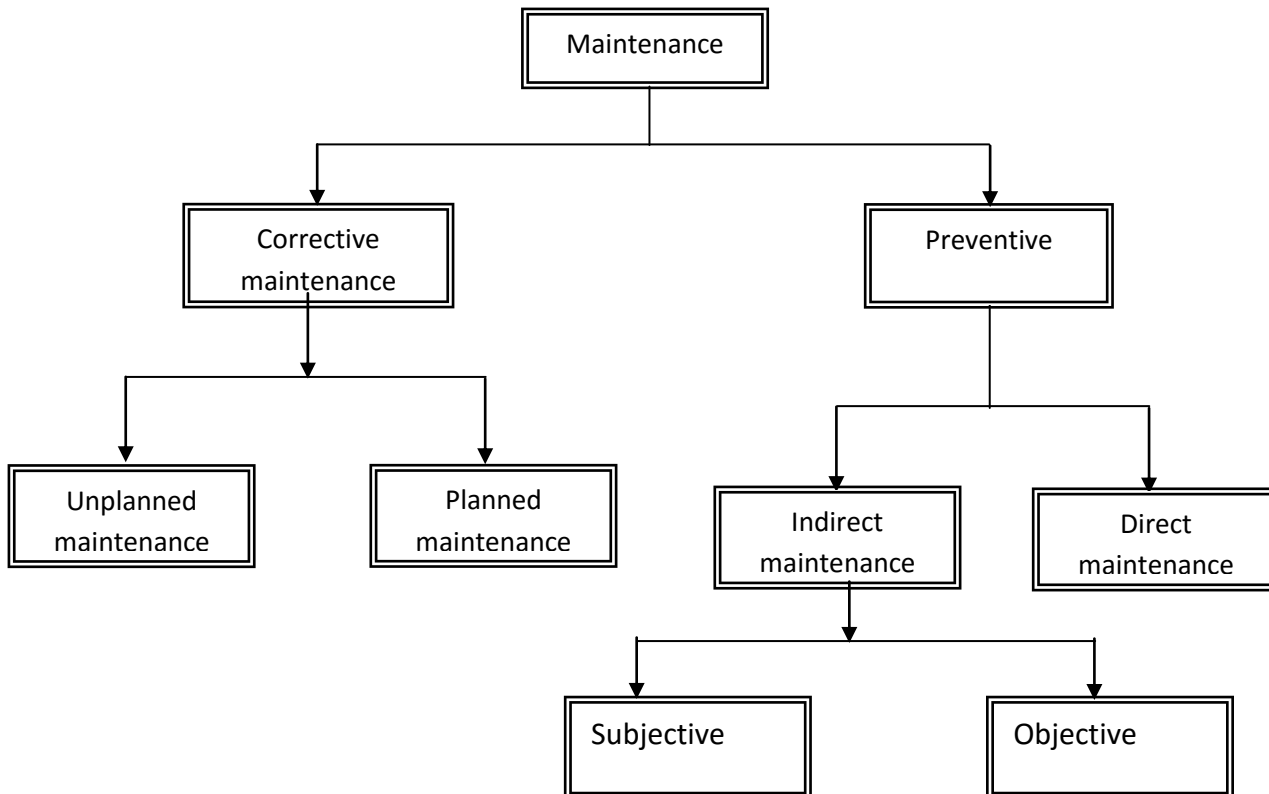 Maintenance
Corrective
maintenance
Preventive
Unplanned
maintenance
Planned
maintenance
Indirect
maintenance
Direct
maintenance
Subjective
Objective